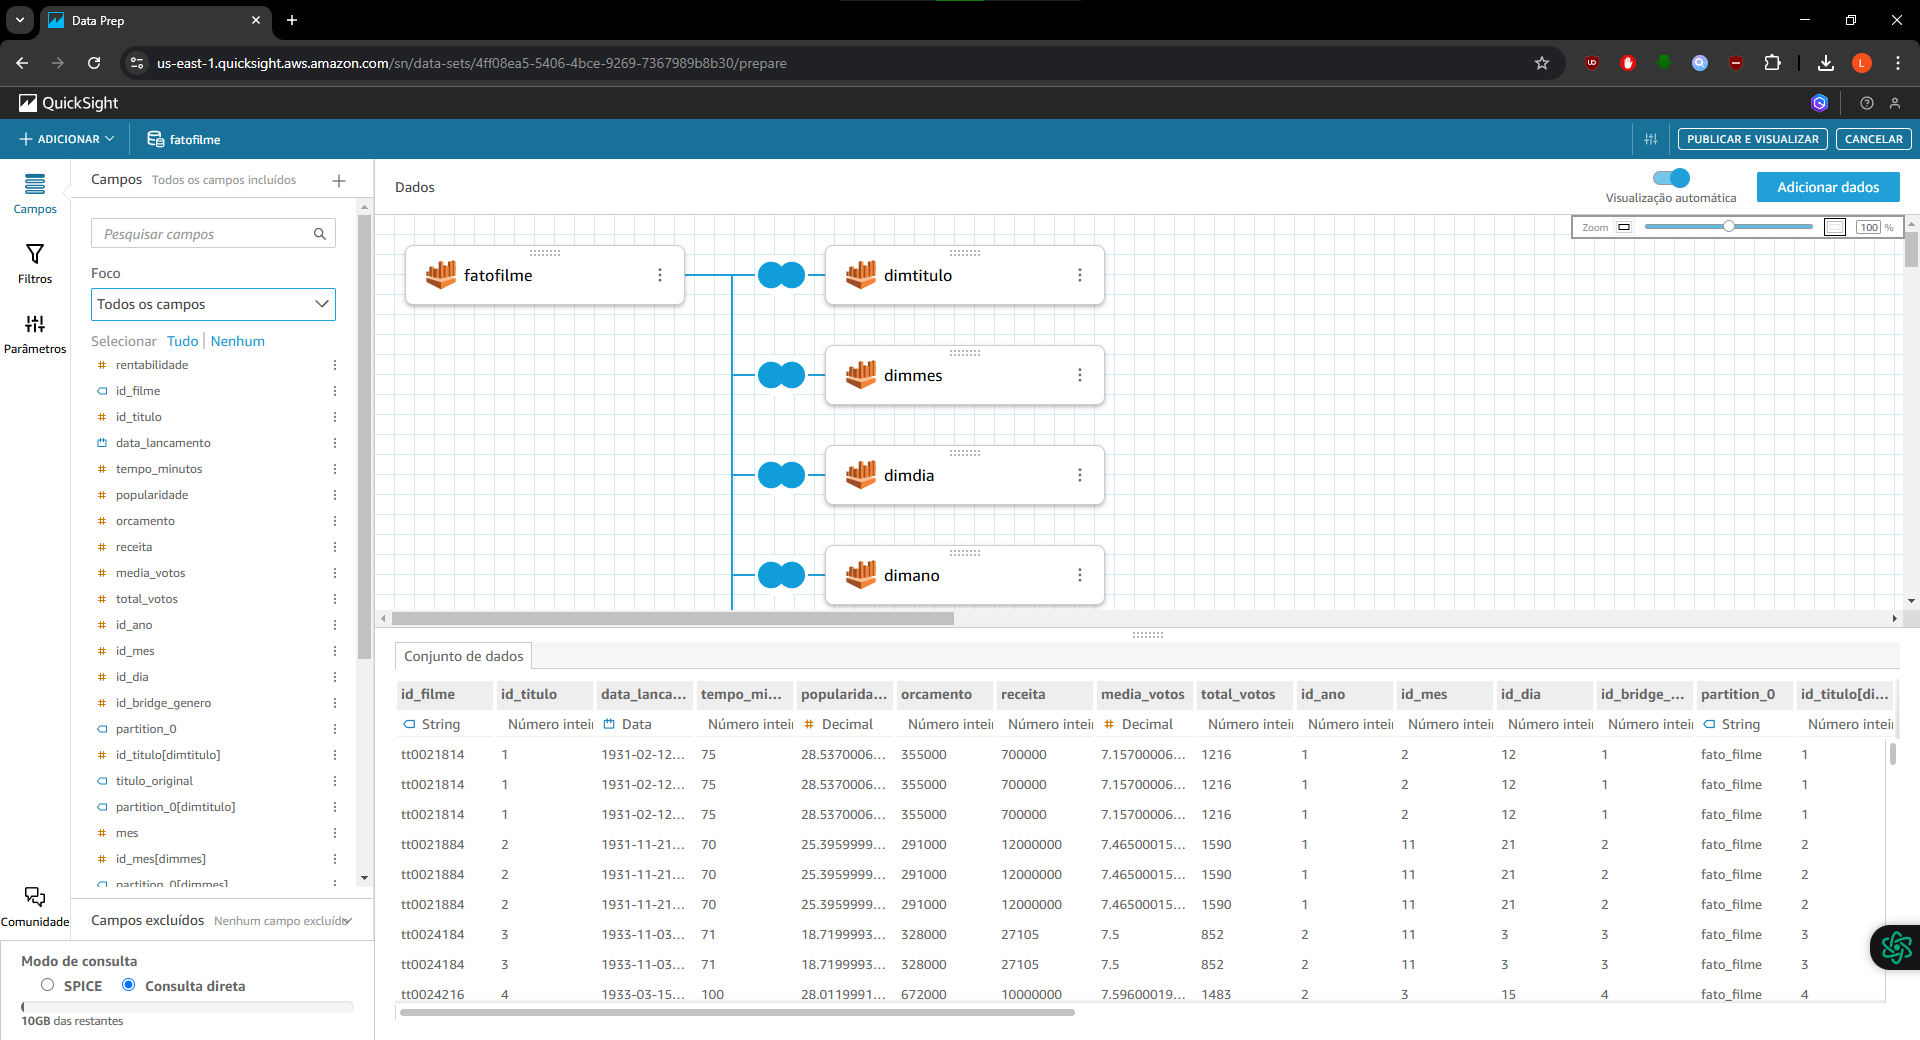 Data Prep
us-east-1.quicksight.aws.amazon.com/sn/data-sets/4ff08ea5-5406-4bce-9269-7367989b8b30/prepare
L
QuickSight
ADICIONAR
fatofilme
PUBLICAR E VISUALIZAR
CANCELAR
Campos
Filtros
Parâmetros
Comunidade
Campos Todos os campos incluídos
Pesquisar campos
Foco
Todos os campos
Selecionar Tudo Nenhum
rentabilidade
id_filme
id_titulo
data_lancamento
tempo_minutos
popularidade
orcamento
receita
media_votos
total_votos
id_ano
id_mes
id_dia
id_bridge_genero
partition_0
id_titulo[dimtitulo]
titulo_original
partition_0[dimtitulo]
mes
id_mes[dimmes]
partition_0[dimmes]
Campos excluídos Nenhum campo excluído
Modo de consulta
SPICE Consulta direta
10GB das restantes
Dados
Visualização automática
Adicionar dados
Zoom 100 %
fatofilme
dimtitulo
dimmes
dimdia
dimano
Conjunto de dados
id_filme id_titulo data_lanca... tempo_mi... popularida... orcamento receita media_votos total_votos id_ano id_mes id_dia id_bridge_... partition_0 id_titulo[di...
String Número inteir Data Número inteir Decimal Número inteir Número inteir Decimal Número inteir Número inteir Número inteir Número inteir Número inteir String Número inteir
tt0021814 1 1931-02-12... 75 28.5370006... 355000 700000 7.15700006... 1216 1 2 12 1 fato_filme 1
tt0021814 1 1931-02-12... 75 28.5370006... 355000 700000 7.15700006... 1216 1 2 12 1 fato_filme 1
tt0021814 1 1931-02-12... 75 28.5370006... 355000 700000 7.15700006... 1216 1 2 12 1 fato_filme 1
tt0021884 2 1931-11-21... 70 25.3959999... 291000 12000000 7.46500015... 1590 1 11 21 2 fato_filme 2
tt0021884 2 1931-11-21... 70 25.3959999... 291000 12000000 7.46500015... 1590 1 11 21 2 fato_filme 2
tt0021884 2 1931-11-21... 70 25.3959999... 291000 12000000 7.46500015... 1590 1 11 21 2 fato_filme 2
tt0024184 3 1933-11-03... 71 18.7199993... 328000 27105 7.5 852 2 11 3 3 fato_filme 3
tt0024184 3 1933-11-03... 71 18.7199993... 328000 27105 7.5 852 2 11 3 3 fato_filme 3
tt0024216 4 1933-03-15... 100 28.0119991... 672000 10000000 7.59600019... 1483 2 3 15 4 fato_filme 4